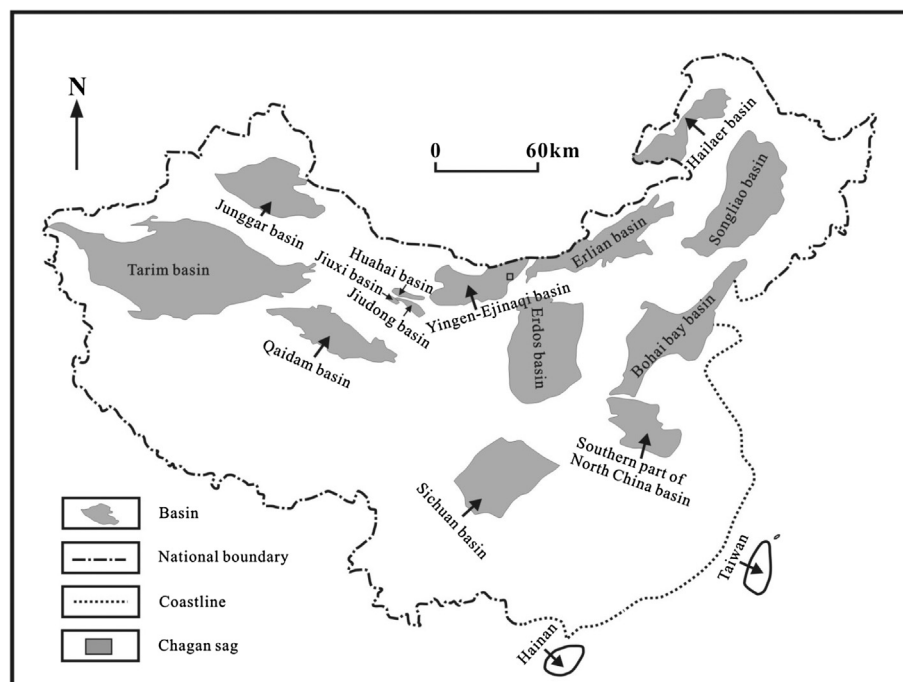 N
0 60km
Hailaer basin
Songliao basin
Junggar basin
Erlian basin
Tarim basin
Huahai basin
Jiuxi basin
Jiudong basin
Yingen-Ejinaqi basin
Qaidam basin
Erdos basin
Bohai bay basin
Southern part of
North China basin
Sichuan basin
Taiwan
Hainan
Basin
National boundary
Coastline
Chagan sag